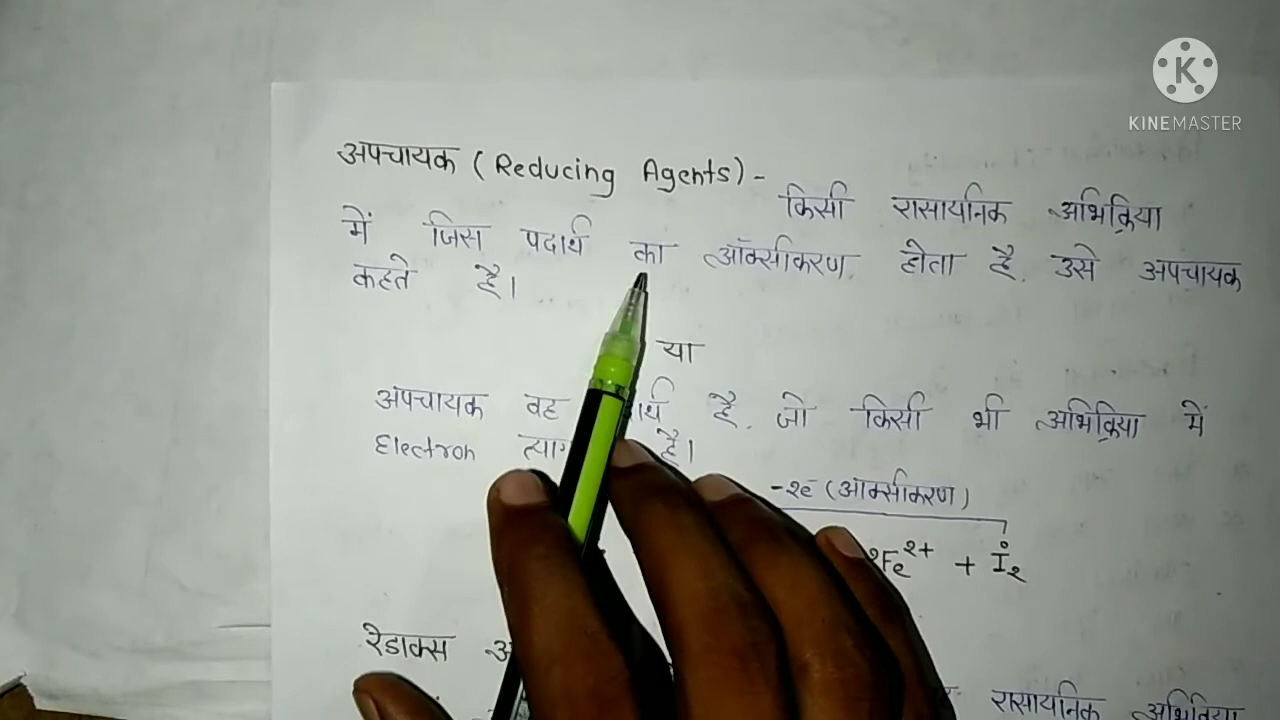 KINEMASTER
अपचायक (Reducing Agents) -
किसी रासायनिक अभिक्रिया
में जिस पदार्थ का ऑक्सीकरण होता है. उसे अपचायक
कहते है।
या
अपचायक वह है. जो किसी भी अभिक्रिया में
Electron है।
-2e⁻ (ऑक्सीकरण)
2Fe²⁺ + I₂⁰
रेडाक्स
रासायनिक अभिक्रिया